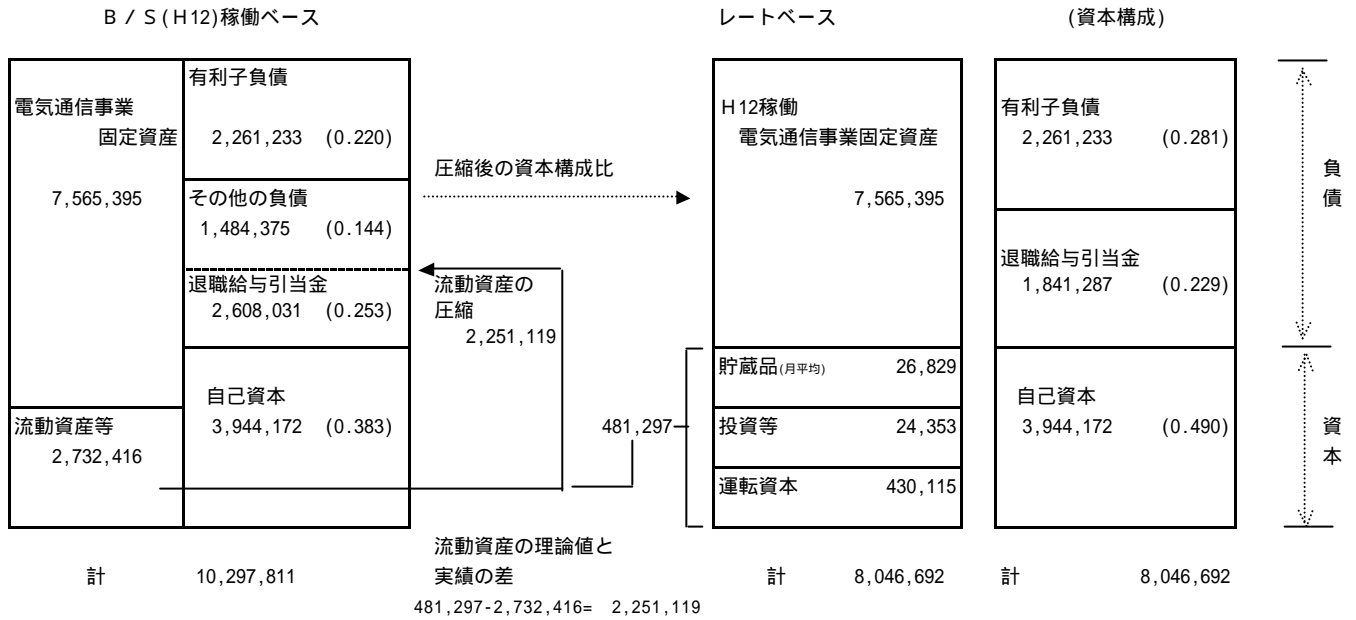 Ｂ／Ｓ(Ｈ12)稼働ベース
電気通信事業
固定資産
7,565,395
流動資産等
2,732,416
有利子負債
2,261,233 (0.220)
その他の負債
1,484,375 (0.144)
退職給与引当金
2,608,031 (0.253)
自己資本
3,944,172 (0.383)
計 10,297,811
圧縮後の資本構成比
流動資産の
圧縮
2,251,119
481,297
流動資産の理論値と
実績の差
481,297-2,732,416= 2,251,119
レートベース
Ｈ12稼働
電気通信事業固定資産
7,565,395
貯蔵品(月平均) 26,829
投資等 24,353
運転資本 430,115
計 8,046,692
(資本構成)
有利子負債
2,261,233 (0.281)
退職給与引当金
1,841,287 (0.229)
自己資本
3,944,172 (0.490)
計 8,046,692
負
債
資
本